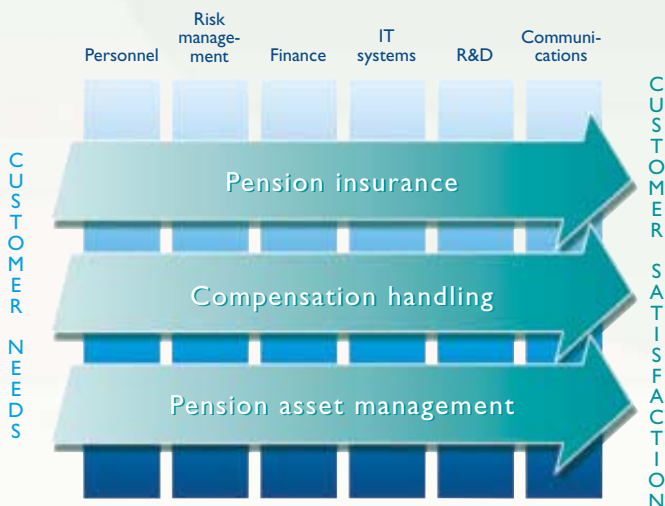 Personnel
Risk
manage-
ment
Finance
IT
systems
R&D
Communi-
cations
CUSTOMER NEEDS
Pension insurance
Compensation handling
Pension asset management
CUSTOMER SATISFACTION